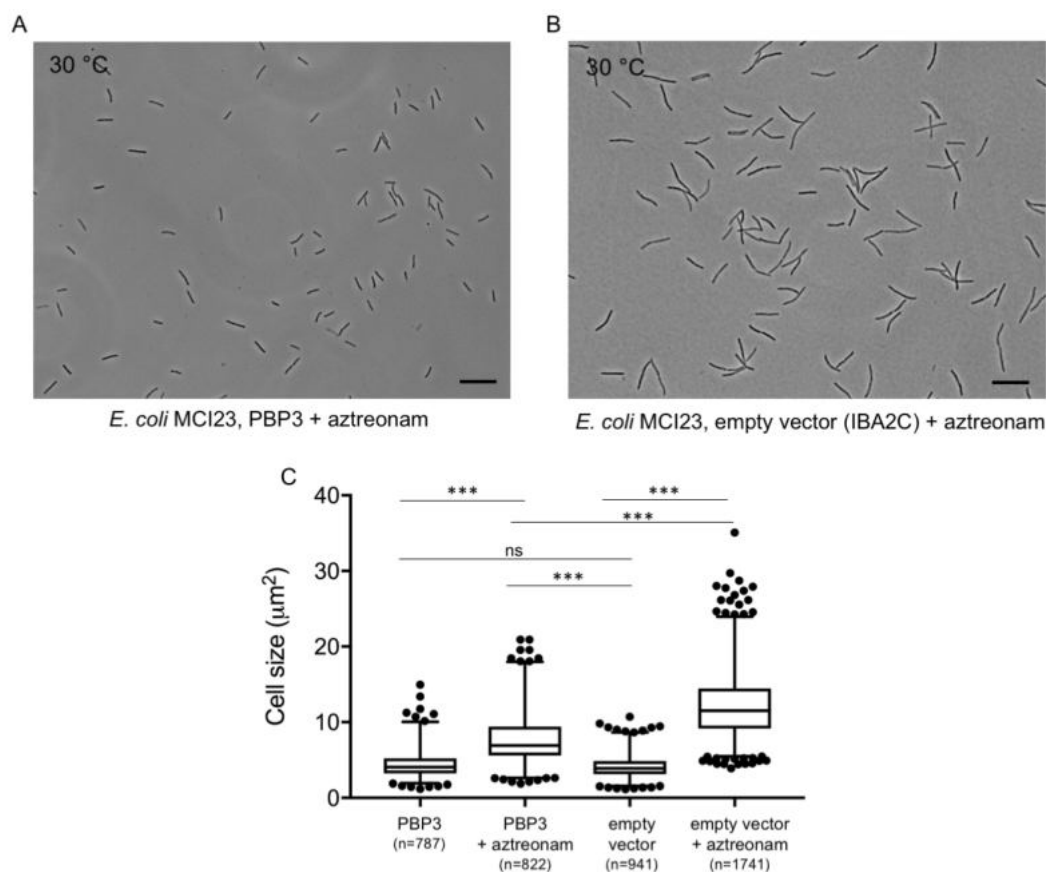 A
B
30 °C
30 °C
E. coli MCI23, PBP3 + aztreonam
E. coli MCI23, empty vector (IBA2C) + aztreonam
C
***
***
***
ns
***
Cell size (μm²)
40
30
20
10
0
PBP3
(n=787)
PBP3
+ aztreonam
(n=822)
empty
vector
(n=941)
empty vector
+ aztreonam
(n=1741)